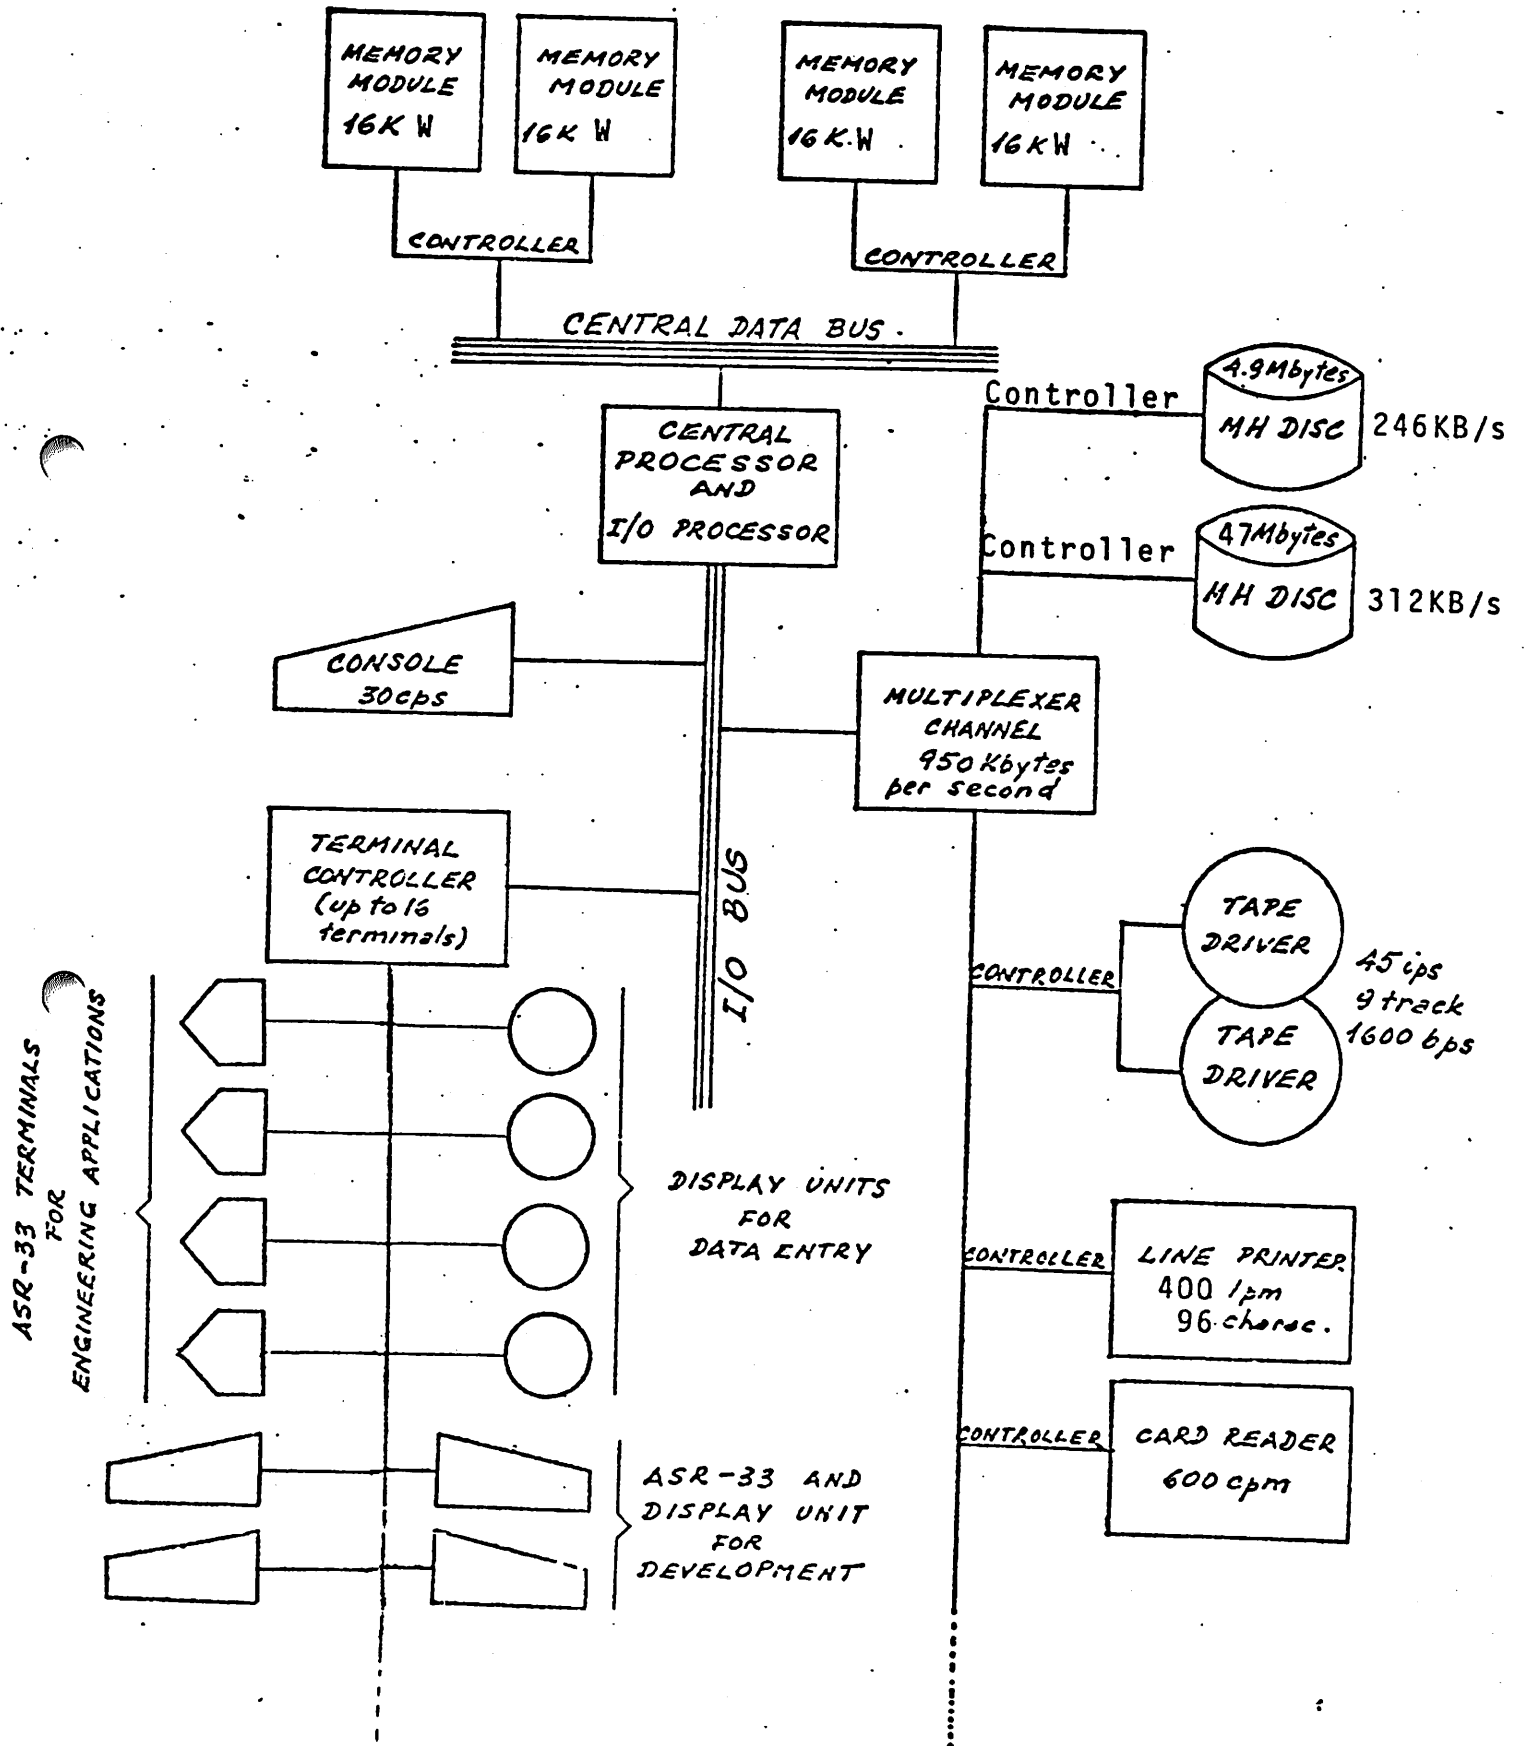 MEMORY
MODULE
16K W
MEMORY
MODULE
16K W
MEMORY
MODULE
16K.W
MEMORY
MODULE
16KW
CONTROLLER
CONTROLLER
CENTRAL DATA BUS.
CENTRAL
PROCESSOR
AND
I/O PROCESSOR
Controller
4.9Mbytes
MH DISC
246KB/s
Controller
47Mbytes
MH DISC
312KB/s
CONSOLE
30cps
MULTIPLEXER
CHANNEL
950 Kbytes
per second
TERMINAL
CONTROLLER
(up to 16
terminals)
I/O BUS
CONTROLLER
TAPE
DRIVER
TAPE
DRIVER
45 ips
9 track
1600 bps
ASR-33 TERMINALS
FOR
ENGINEERING APPLICATIONS
DISPLAY UNITS
FOR
DATA ENTRY
CONTROLLER
LINE PRINTER.
400 lpm
96 charac.
CONTROLLER
CARD READER
600 cpm
ASR-33 AND
DISPLAY UNIT
FOR
DEVELOPMENT